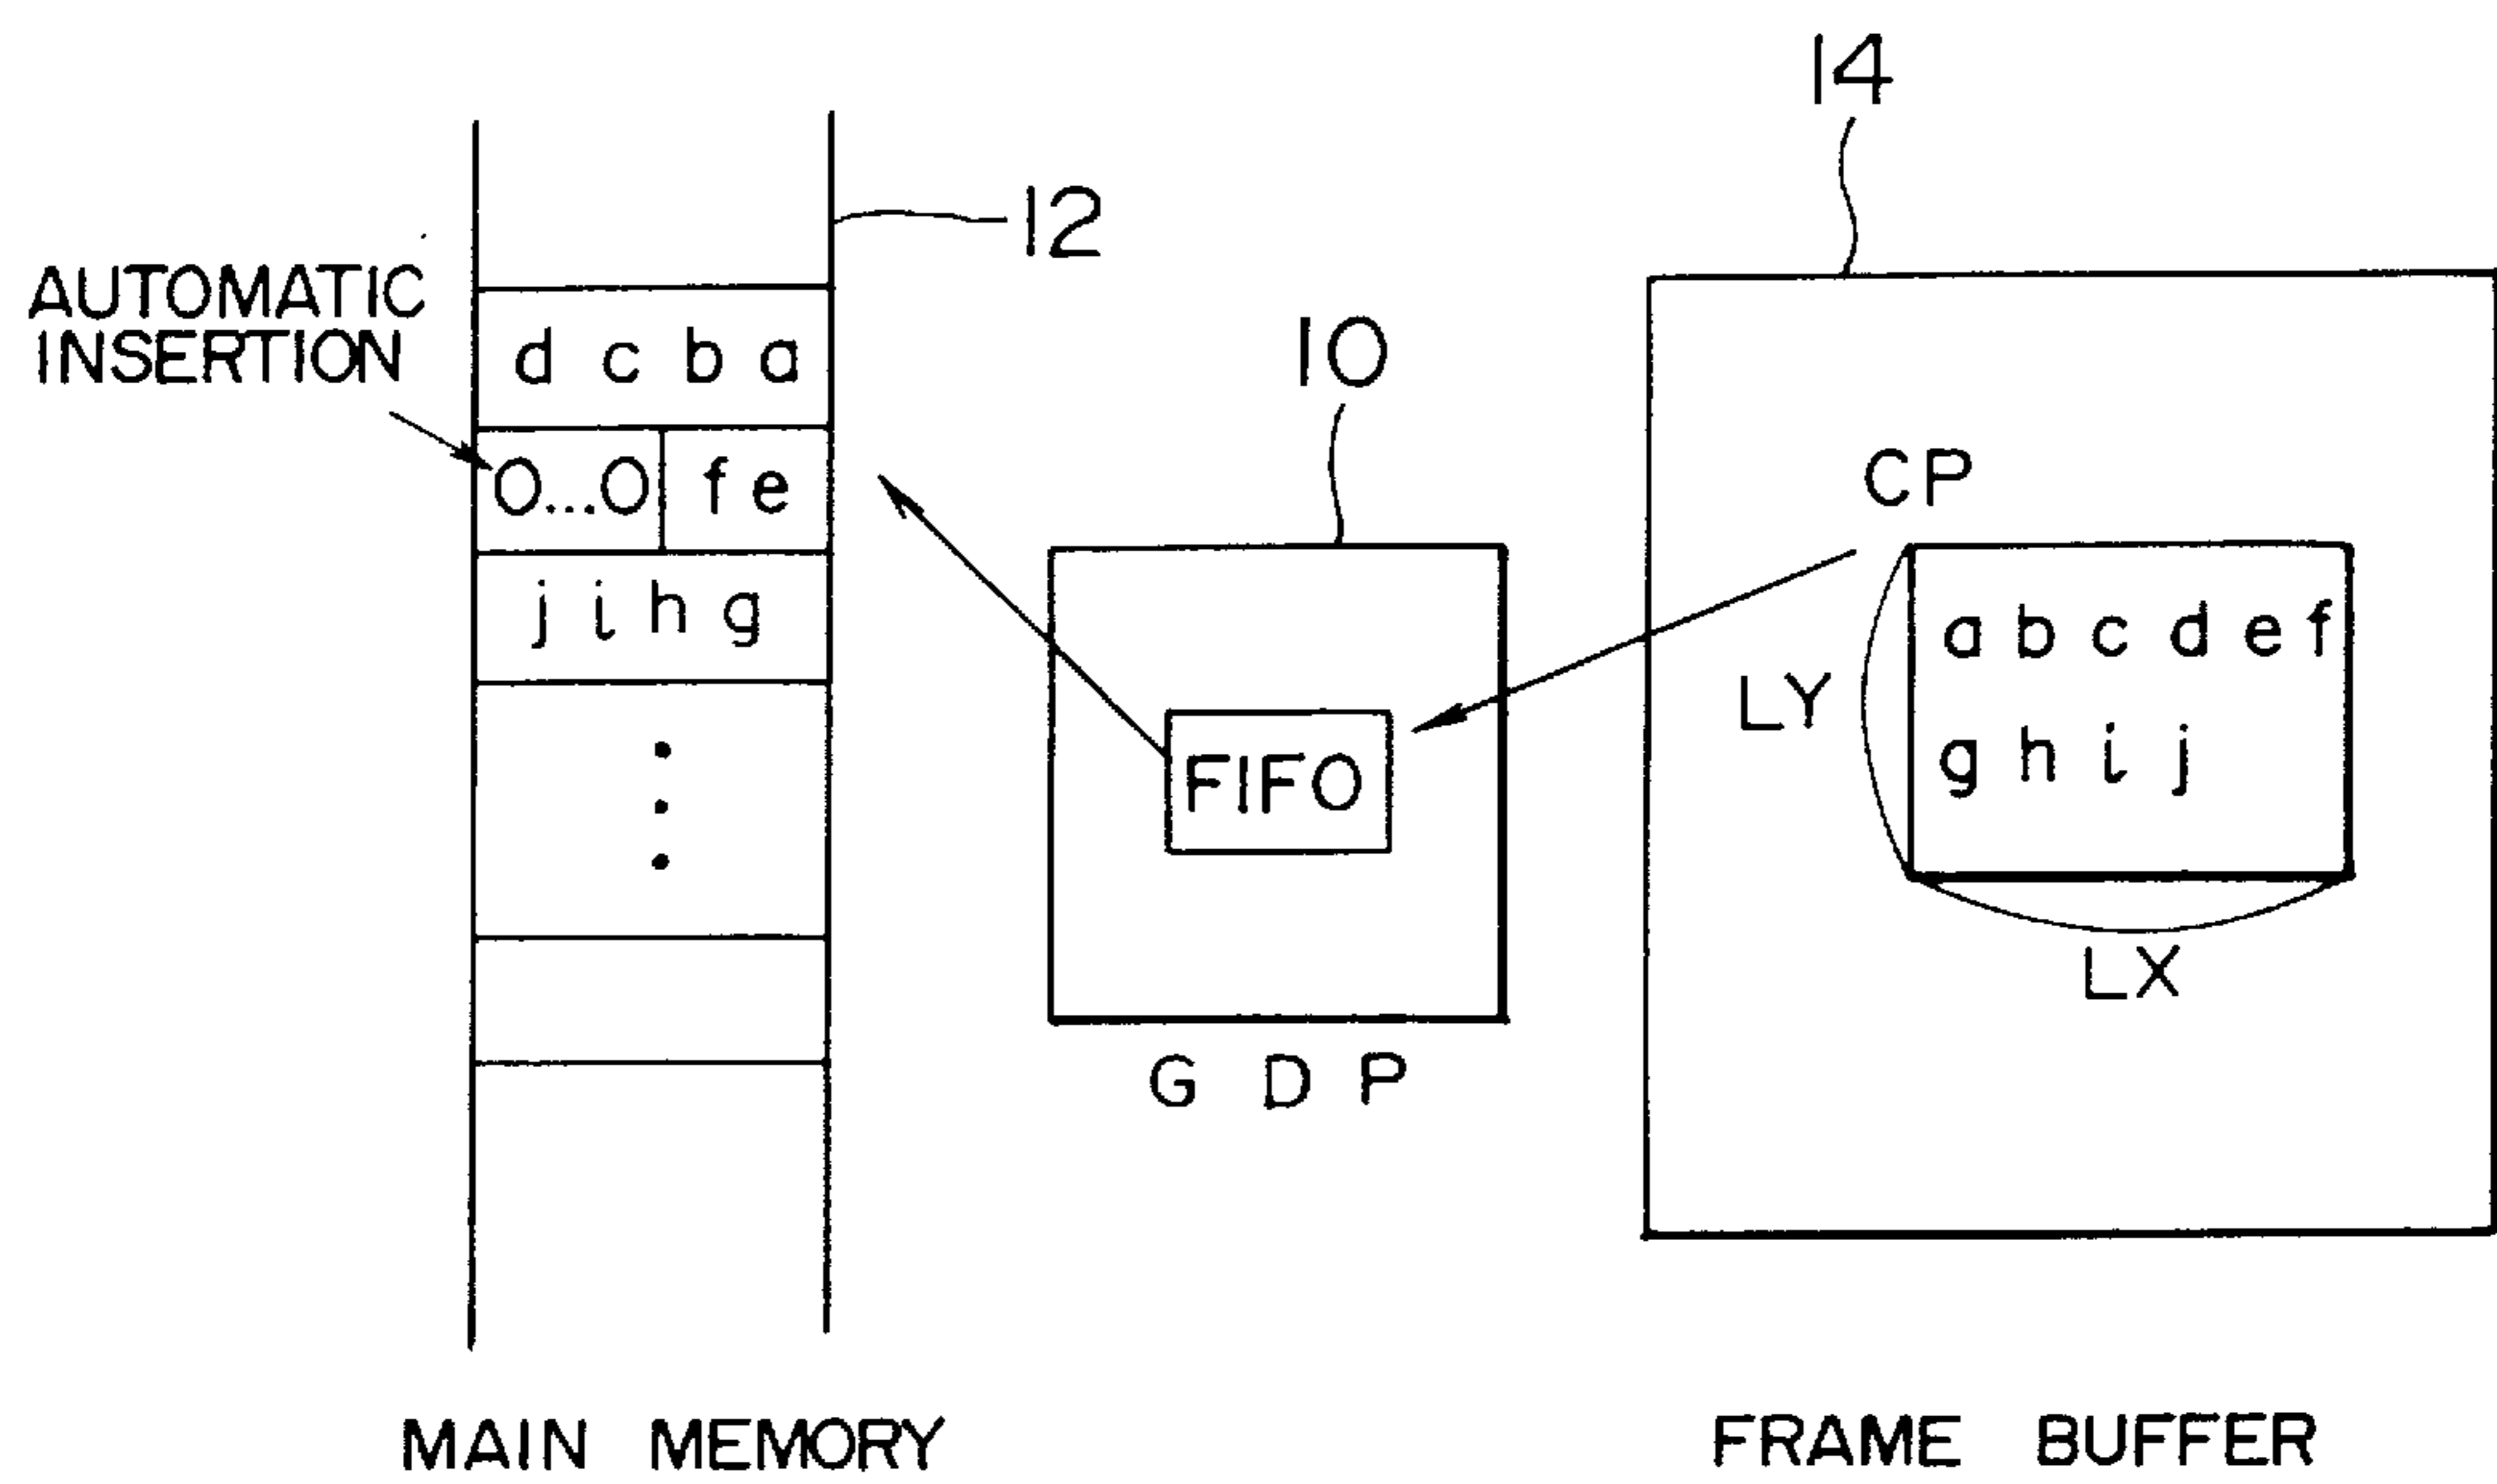 14
12
AUTOMATIC
INSERTION
10
d c b a
0...0 f e
j i h g
CP
a b c d e f
g h i j
LY
LX
FIFO
G D P
MAIN MEMORY
FRAME BUFFER